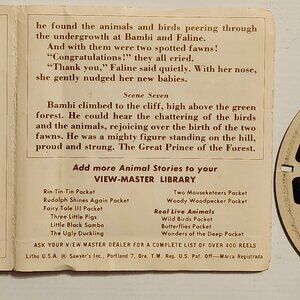 he found the animals and birds peering through
the undergrowth at Bambi and Faline.
And with them were two spotted fawns!
“Congratulations!” they all cried.
“Thank you,” Faline said quietly. With her nose,
she gently nudged her new babies.
Scene Seven
Bambi climbed to the cliff, high above the green
forest. He could hear the chattering of the birds
and the animals, rejoicing over the birth of the two
fawns. He was a mighty figure standing on the hill,
proud and strong. The Great Prince of the Forest.
Add more Animal Stories to your
VIEW-MASTER LIBRARY
Rin-Tin-Tin Packet
Rudolph Shines Again Packet
Fairy Tale III Packet
Three Little Pigs
Little Black Sambo
The Ugly Duckling
Two Mouseketeers Packet
Woody Woodpecker Packet
Real Live Animals
Wild Birds Packet
Butterflies Packet
Wonders of the Deep Packet
ASK YOUR VIEW-MASTER DEALER FOR A COMPLETE LIST OF OVER 400 REELS
Litho U.S.A. ® Sawyer's Inc., Portland 7, Ore. T.M. Reg. U.S. Pat. Off—Marca Registrada